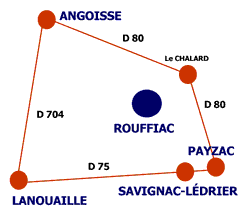 ANGOISSE
D 80
Le CHALARD
D 80
D 704
ROUFFIAC
PAYZAC
D 75
SAVIGNAC-LÉDRIER
LANOUAILLE